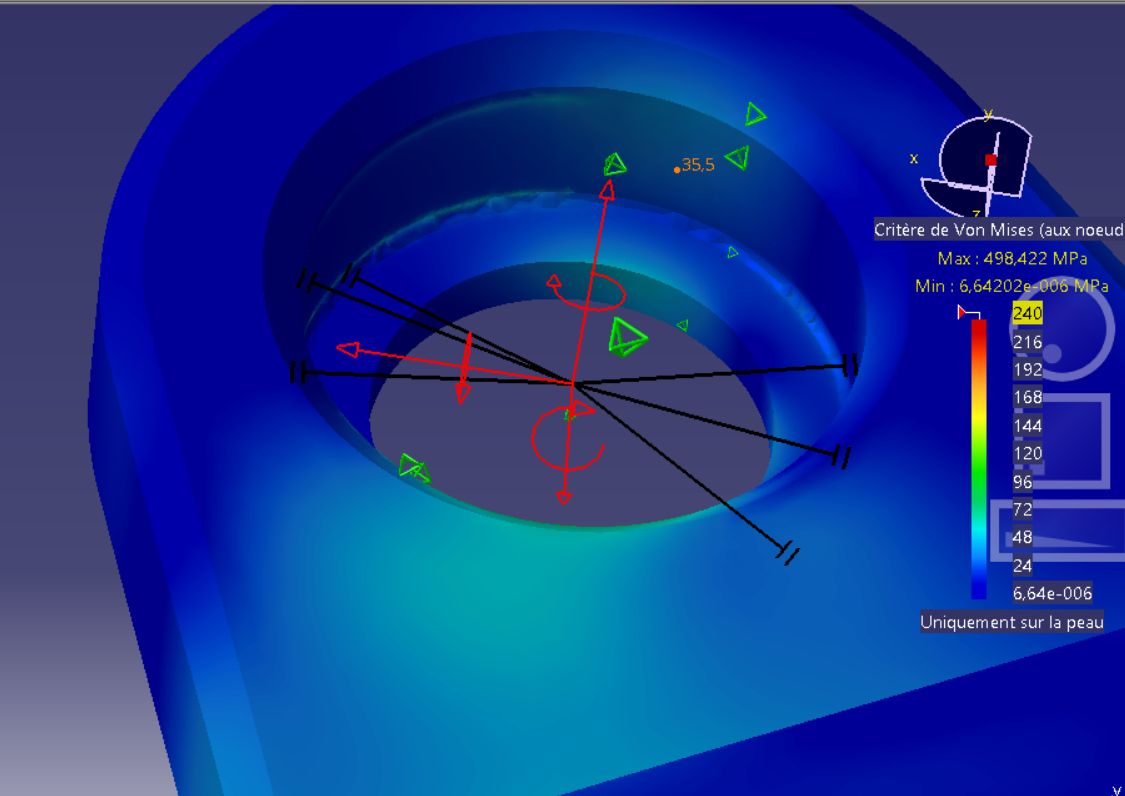 y
35,5
x
z
Critère de Von Mises (aux noeud
Max : 498,422 MPa
Min : 6,64202e-006 MPa
240
216
192
168
144
120
96
72
48
24
6,64e-006
Uniquement sur la peau
y